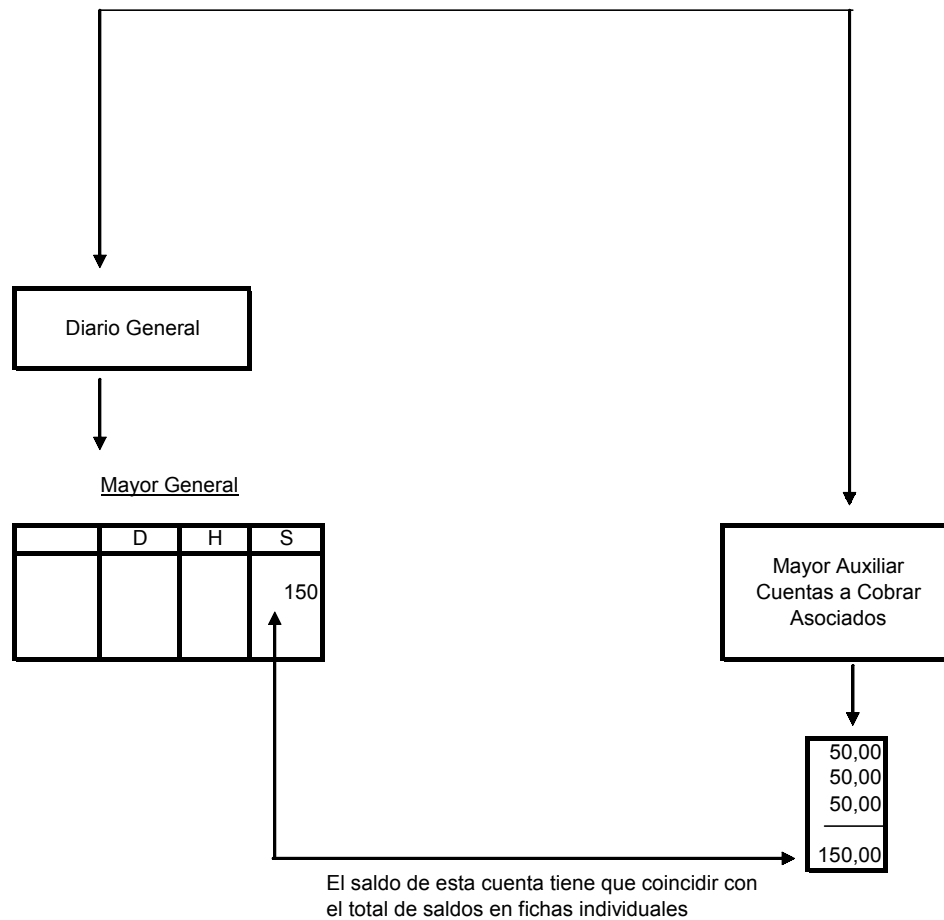 Diario General
Mayor General
D H S
150
Mayor Auxiliar
Cuentas a Cobrar
Asociados
50,00
50,00
50,00
150,00
El saldo de esta cuenta tiene que coincidir con
el total de saldos en fichas individuales